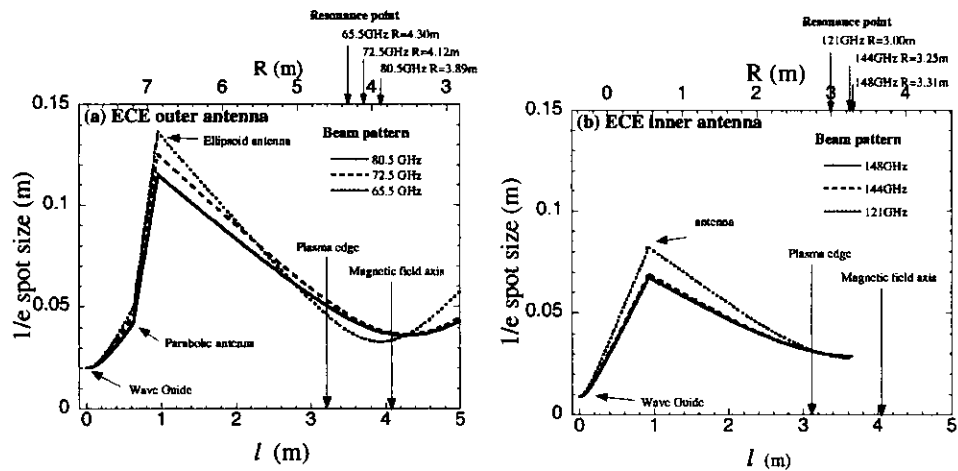 Resonance point
65.5GHz R=4.30m
72.5GHz R=4.12m
80.5GHz R=3.89m
R (m)
7 6 5 4 3
0.15
(a) ECE outer antenna
Ellipsoid antenna
Beam pattern
80.5 GHz
72.5 GHz
65.5 GHz
0.1
1/e spot size (m)
Plasma edge
Magnetic field axis
0.05
Parabolic antenna
Wave Guide
0
0 1 2 3 4 5
l (m)
Resonance point
121GHz R=3.00m
144GHz R=3.25m
148GHz R=3.31m
R (m)
0 1 2 3 4
0.15
(b) ECE inner antenna
Beam pattern
148GHz
144GHz
121GHz
0.1
1/e spot size (m)
antenna
Plasma edge
Magnetic field axis
0.05
Wave Guide
0
0 1 2 3 4 5
l (m)